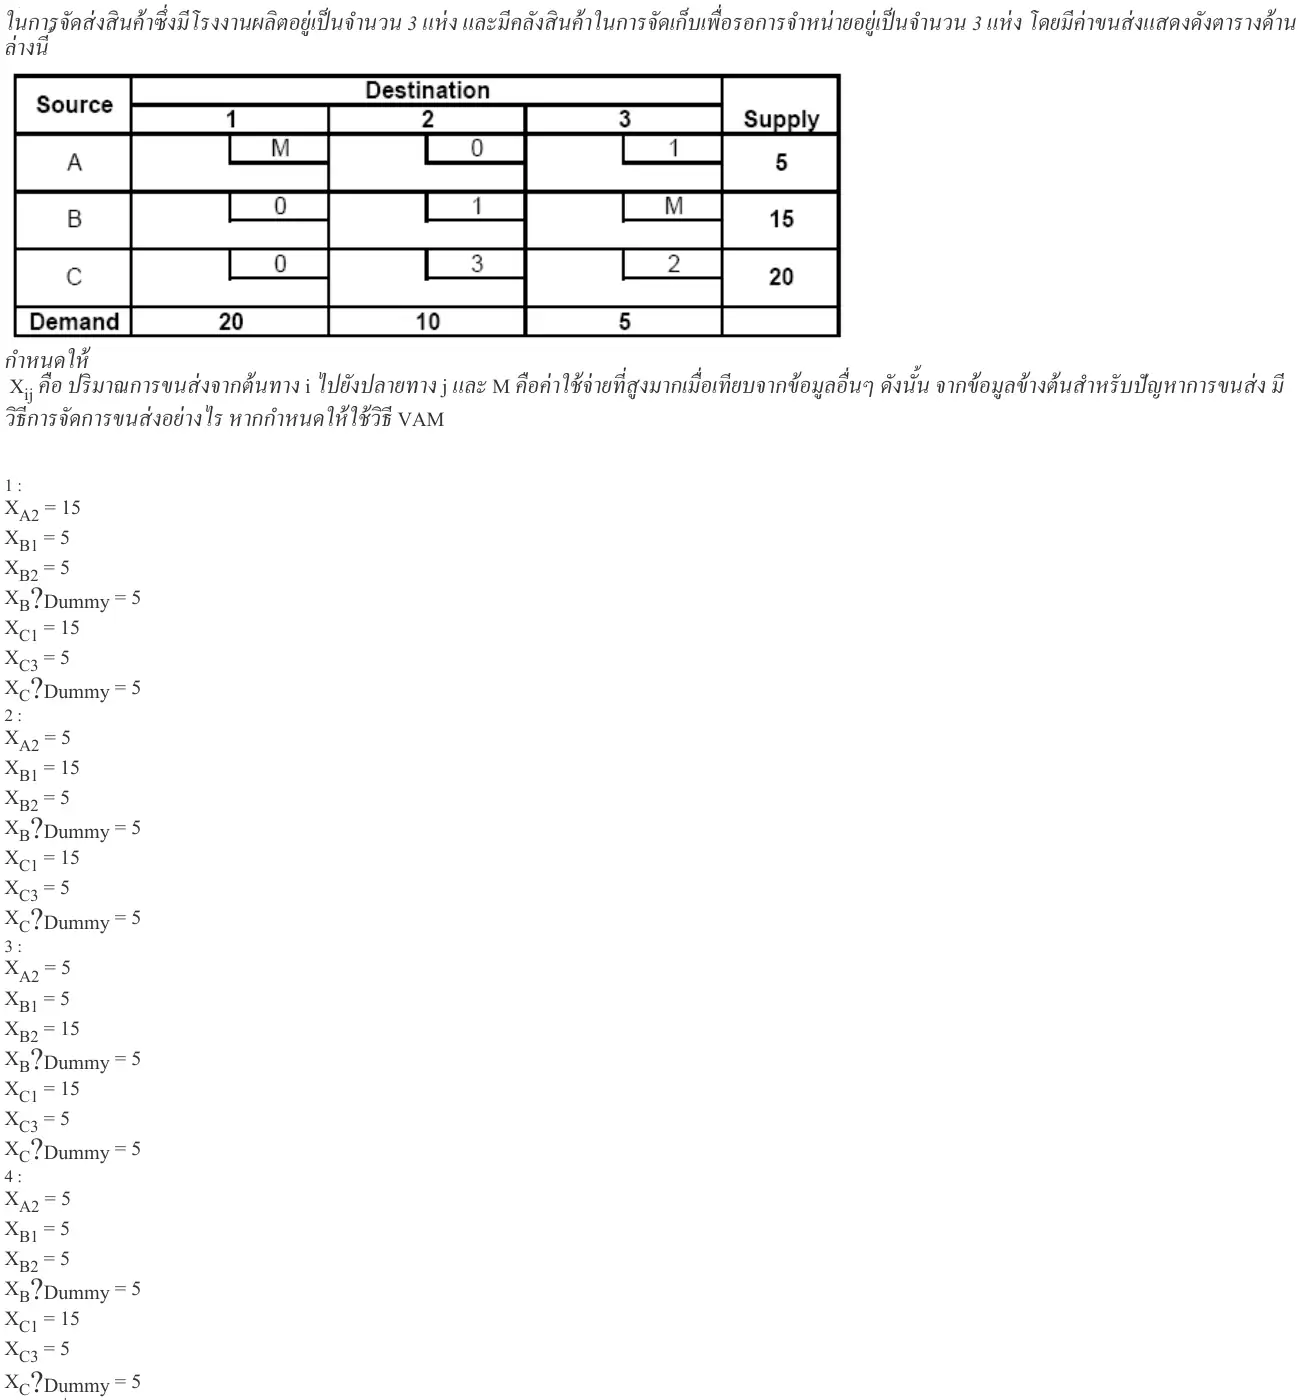 ในการจัดส่งสินค้าซึ่งมีโรงงานผลิตอยู่เป็นจำนวน 3 แห่ง และมีคลังสินค้าในการจัดเก็บเพื่อรอการจำหน่ายอยู่เป็นจำนวน 3 แห่ง โดยมีค่าขนส่งแสดงดังตารางด้าน
ล่างนี้
Source Destination Supply
1 2 3
A M 0 1 5
B 0 1 M 15
C 0 3 2 20
Demand 20 10 5
กำหนดให้
Xij คือ ปริมาณการขนส่งจากต้นทาง i ไปยังปลายทาง j และ M คือค่าใช้จ่ายที่สูงมากเมื่อเทียบจากข้อมูลอื่นๆ ดังนั้น จากข้อมูลข้างต้นสำหรับปัญหาการขนส่ง มี
วิธีการจัดการขนส่งอย่างไร หากกำหนดให้ใช้วิธี VAM
1 :
XA2 = 15
XB1 = 5
XB2 = 5
XB?Dummy = 5
XC1 = 15
XC3 = 5
XC?Dummy = 5
2 :
XA2 = 5
XB1 = 15
XB2 = 5
XB?Dummy = 5
XC1 = 15
XC3 = 5
XC?Dummy = 5
3 :
XA2 = 5
XB1 = 5
XB2 = 15
XB?Dummy = 5
XC1 = 15
XC3 = 5
XC?Dummy = 5
4 :
XA2 = 5
XB1 = 5
XB2 = 5
XB?Dummy = 5
XC1 = 15
XC3 = 5
XC?Dummy = 5